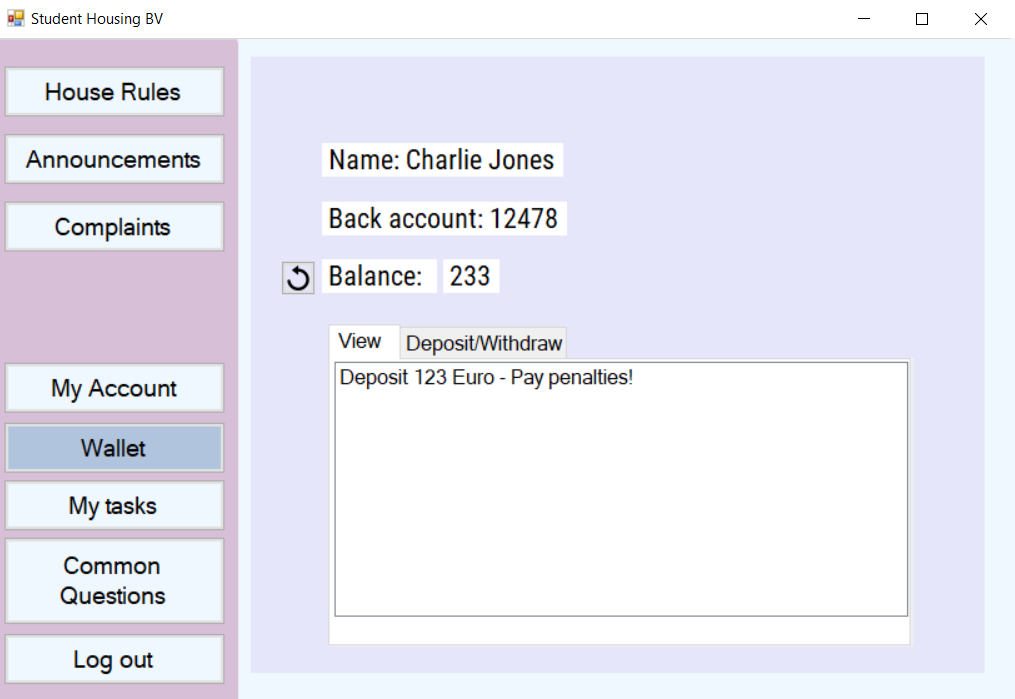 Student Housing BV
House Rules
Announcements
Complaints
My Account
Wallet
My tasks
Common
Questions
Log out
Name: Charlie Jones
Back account: 12478
Balance: 233
View Deposit/Withdraw
Deposit 123 Euro - Pay penalties!